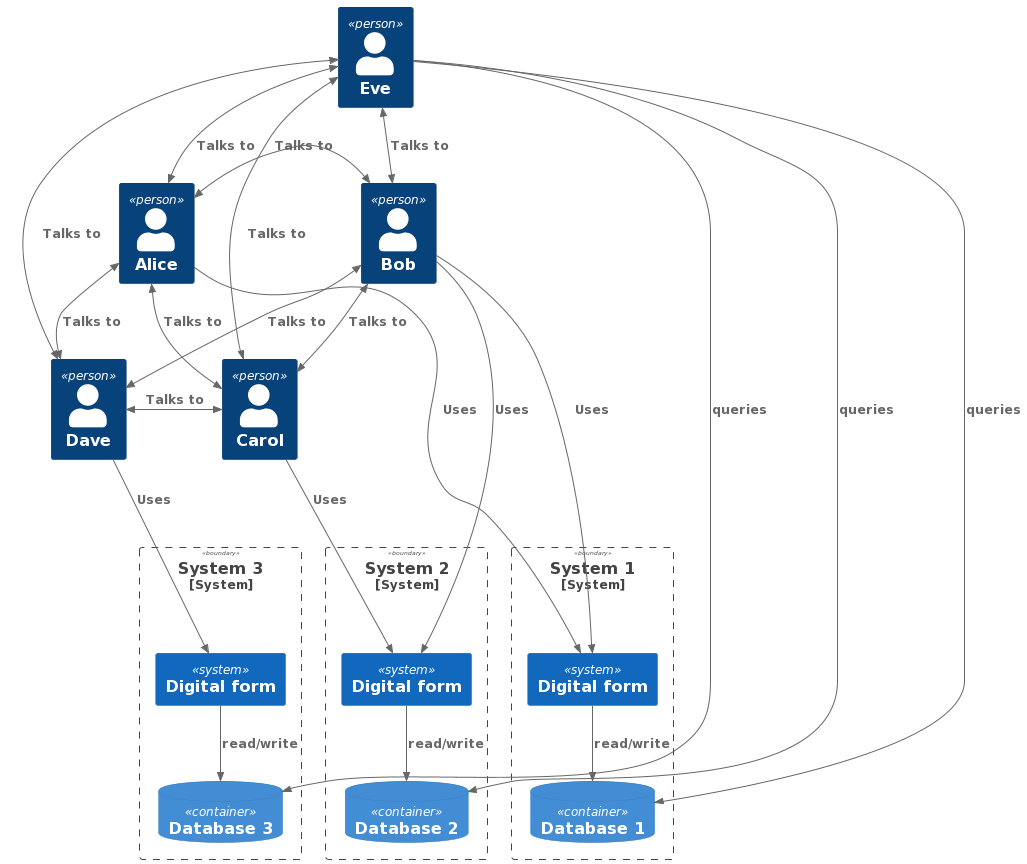 «person»
Eve
Talks to
Talks to
Talks to
«person»
Alice
«person»
Bob
Talks to
Talks to
Talks to
Talks to
Talks to
Talks to
«person»
Dave
Talks to
«person»
Carol
Uses
Uses
Uses
queries
queries
queries
Uses
Uses
«boundary»
System 3
[System]
«boundary»
System 2
[System]
«boundary»
System 1
[System]
«system»
Digital form
«system»
Digital form
«system»
Digital form
read/write
read/write
read/write
«container»
Database 3
«container»
Database 2
«container»
Database 1